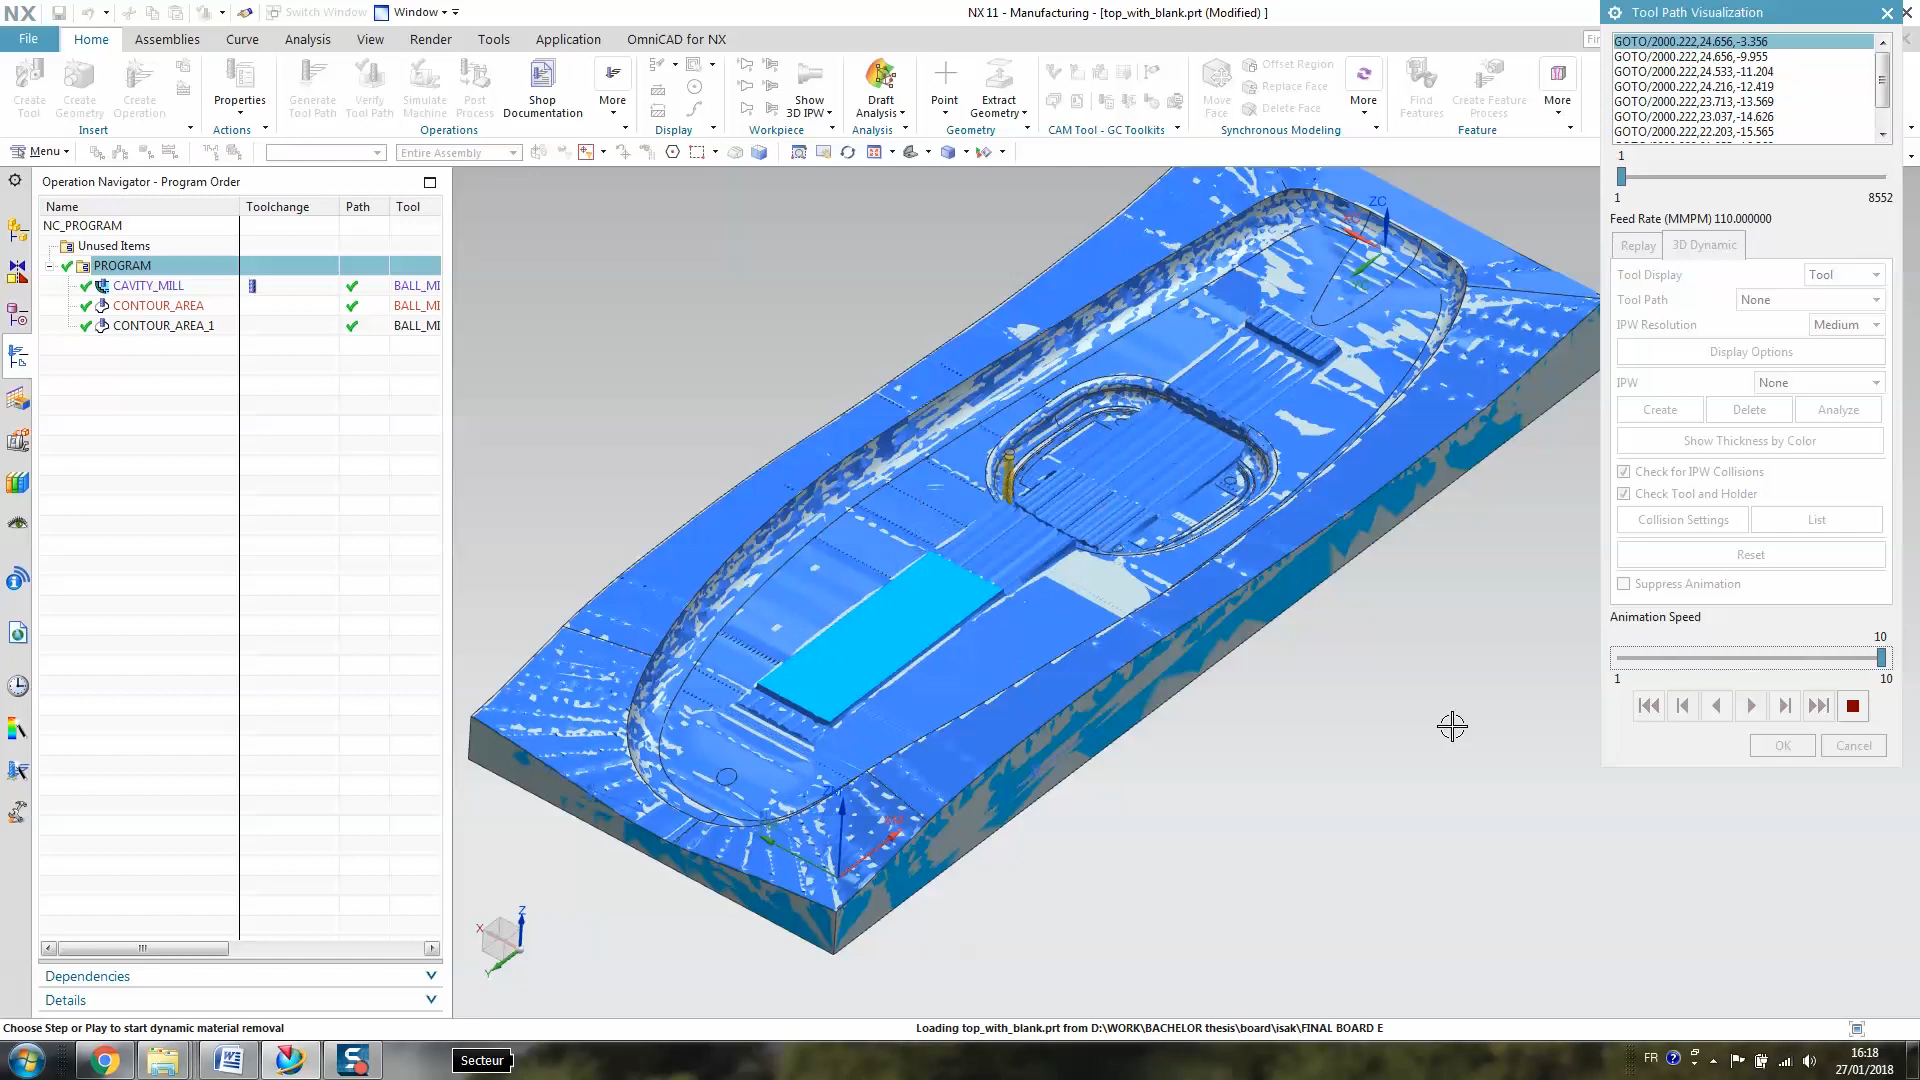 NX
Switch Window
Window
NX 11 - Manufacturing - [top_with_blank.prt (Modified) ]
Tool Path Visualization
File
Home
Assemblies
Curve
Analysis
View
Render
Tools
Application
OmniCAD for NX
Create Tool
Create Geometry
Create Operation
Properties
Generate Tool Path
Verify Tool Path
Simulate Machine
Post Process
Shop Documentation
More
Show 3D IPW
Draft Analysis
Point
Extract Geometry
Move Face
Offset Region
Replace Face
Delete Face
More
Find Features
Create Feature Process
More
Insert
Actions
Operations
Display
Workpiece
Analysis
Geometry
CAM Tool - GC Toolkits
Synchronous Modeling
Feature
Menu
Entire Assembly
Operation Navigator - Program Order
Name
Toolchange
Path
Tool
NC_PROGRAM
Unused Items
PROGRAM
CAVITY_MILL
BALL_MI
CONTOUR_AREA
BALL_MI
CONTOUR_AREA_1
BALL_MI
Dependencies
Details
ZC
X
Y
Z
GOTO/2000.222,24.656,-3.356
GOTO/2000.222,24.656,-9.955
GOTO/2000.222,24.533,-11.204
GOTO/2000.222,24.216,-12.419
GOTO/2000.222,23.713,-13.569
GOTO/2000.222,23.037,-14.626
GOTO/2000.222,22.203,-15.565
1
1
8552
Feed Rate (MMPM) 110.000000
Replay
3D Dynamic
Tool Display
Tool
Tool Path
None
IPW Resolution
Medium
Display Options
IPW
None
Create
Delete
Analyze
Show Thickness by Color
Check for IPW Collisions
Check Tool and Holder
Collision Settings
List
Reset
Suppress Animation
Animation Speed
10
1
10
OK
Cancel
Choose Step or Play to start dynamic material removal
Loading top_with_blank.prt from D:\WORK\BACHELOR thesis\board\isak\FINAL BOARD E
Secteur
FR
16:18
27/01/2018